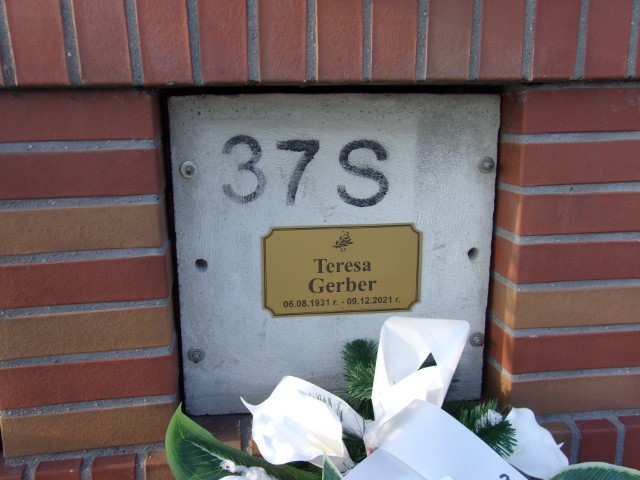 37S
Teresa
Gerber
06.08.1931 r. - 09.12.2021 r.